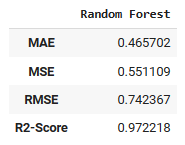 Random Forest
MAE 0.465702
MSE 0.551109
RMSE 0.742367
R2-Score 0.972218